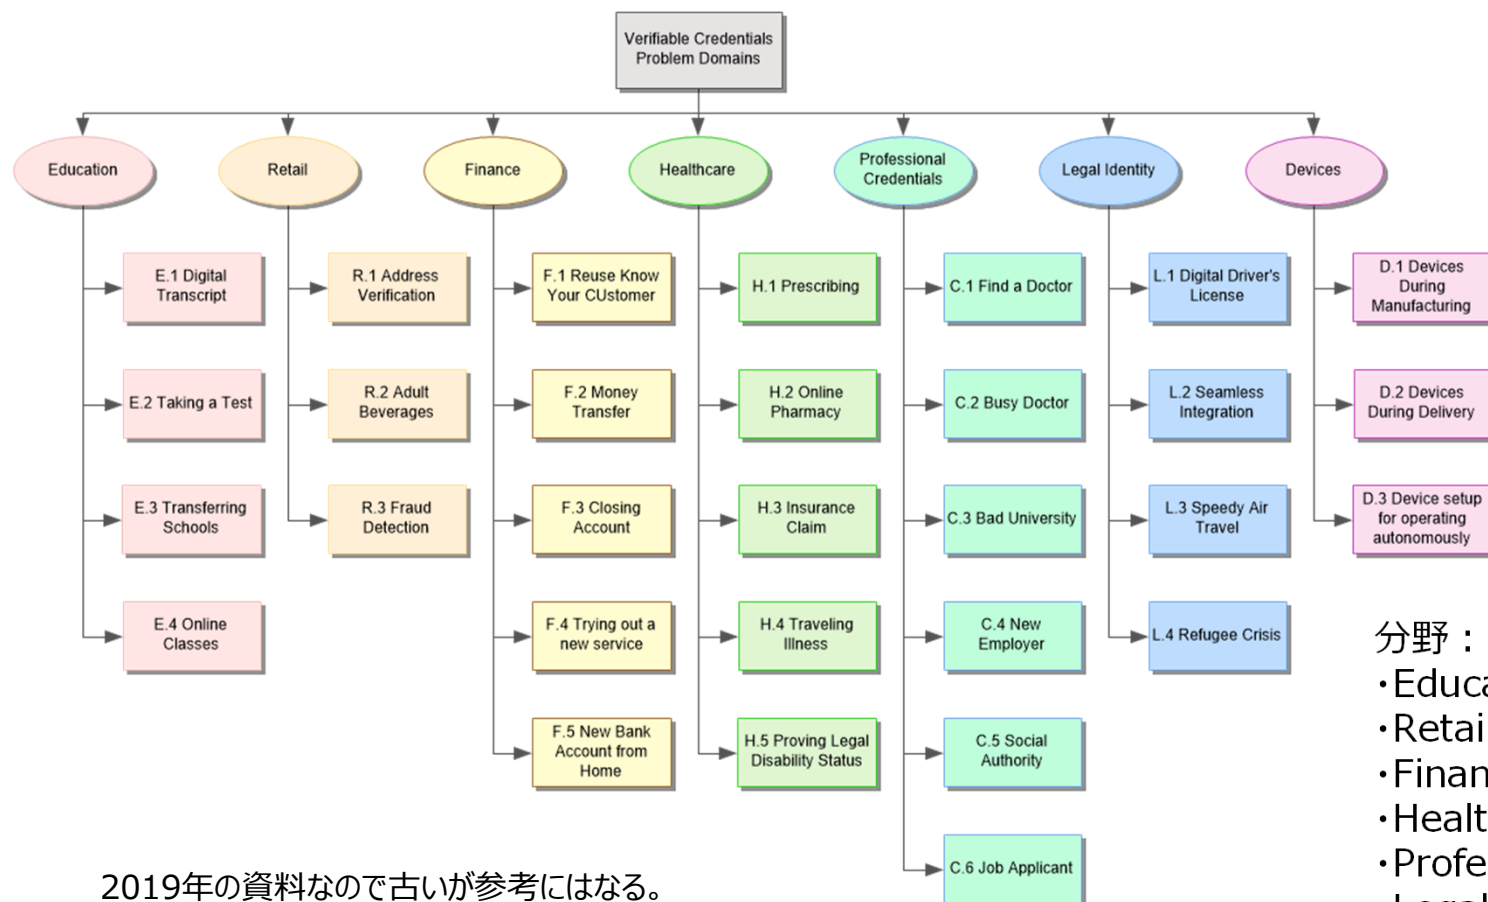 Verifiable Credentials
Problem Domains
Education
Retail
Finance
Healthcare
Professional
Credentials
Legal Identity
Devices
E.1 Digital
Transcript
E.2 Taking a Test
E.3 Transferring
Schools
E.4 Online
Classes
R.1 Address
Verification
R.2 Adult
Beverages
R.3 Fraud
Detection
F.1 Reuse Know
Your CUstomer
F.2 Money
Transfer
F.3 Closing
Account
F.4 Trying out a
new service
F.5 New Bank
Account from
Home
H.1 Prescribing
H.2 Online
Pharmacy
H.3 Insurance
Claim
H.4 Traveling
Illness
H.5 Proving Legal
Disability Status
C.1 Find a Doctor
C.2 Busy Doctor
C.3 Bad University
C.4 New
Employer
C.5 Social
Authority
C.6 Job Applicant
L.1 Digital Driver's
License
L.2 Seamless
Integration
L.3 Speedy Air
Travel
L.4 Refugee Crisis
D.1 Devices
During
Manufacturing
D.2 Devices
During Delivery
D.3 Device setup
for operating
autonomously
分野：
・Educa
・Retai
・Finan
・Healt
・Profe
2019年の資料なので古いが参考にはなる。